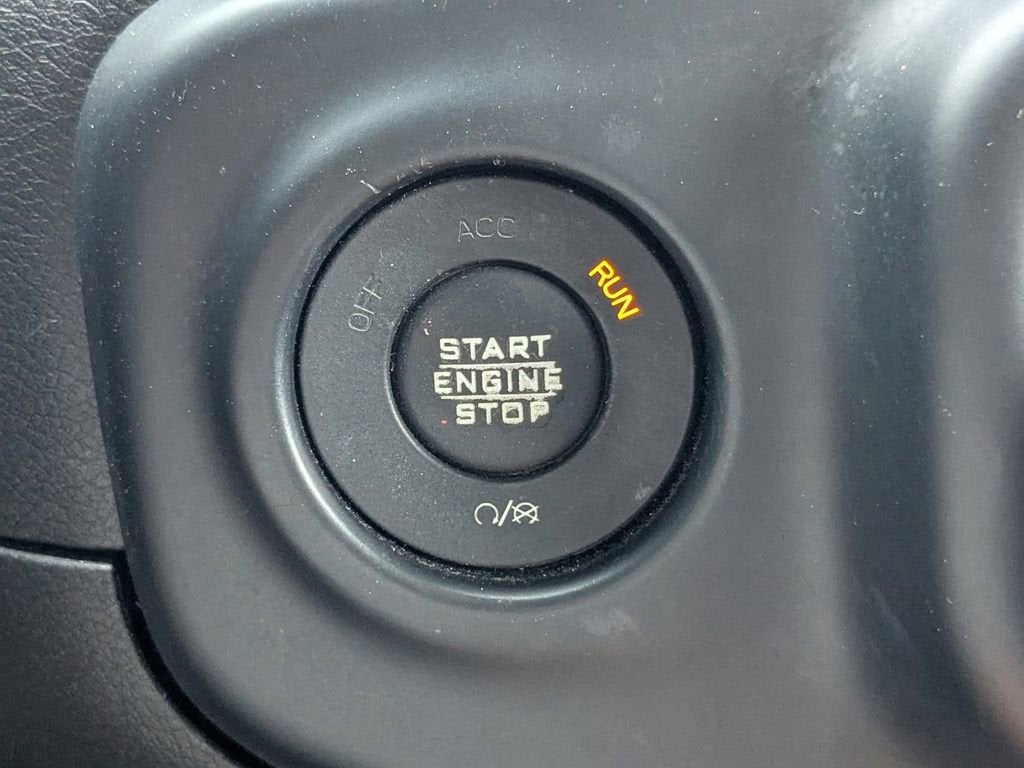 ACC
OFF
RUN
START
ENGINE
STOP